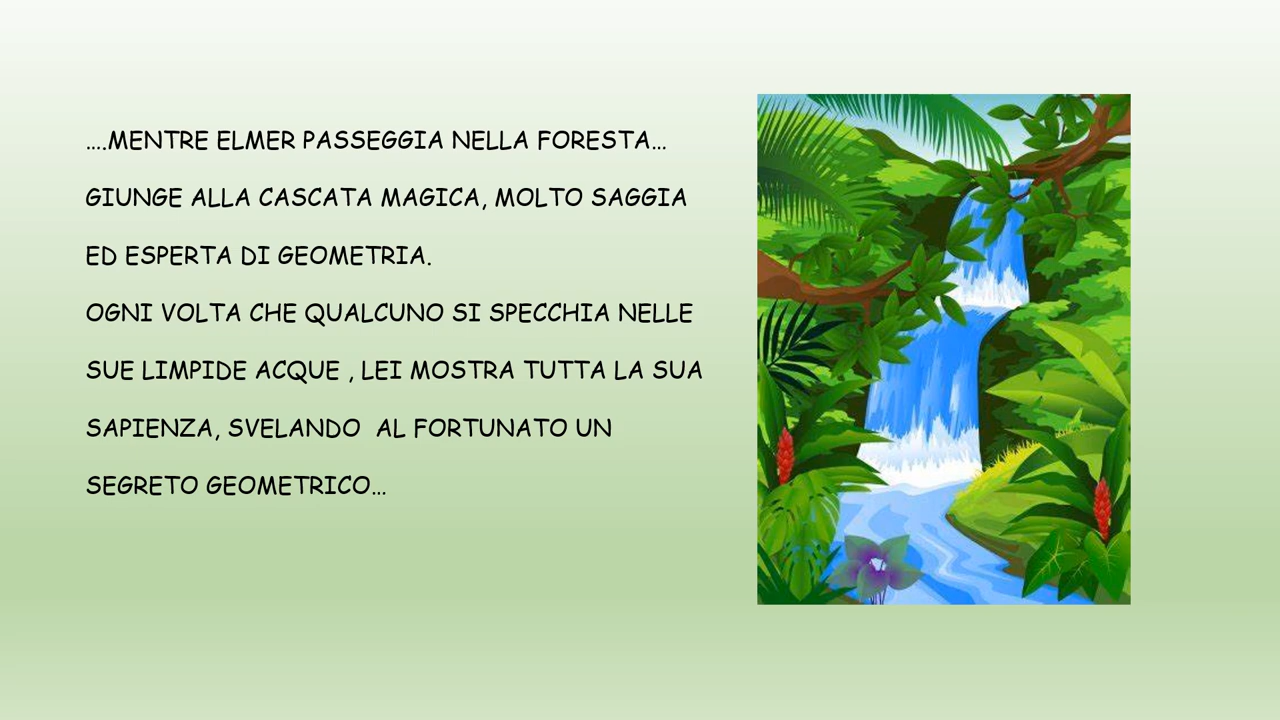 ….MENTRE ELMER PASSEGGIA NELLA FORESTA…
GIUNGE ALLA CASCATA MAGICA, MOLTO SAGGIA
ED ESPERTA DI GEOMETRIA.
OGNI VOLTA CHE QUALCUNO SI SPECCHIA NELLE
SUE LIMPIDE ACQUE , LEI MOSTRA TUTTA LA SUA
SAPIENZA, SVELANDO  AL FORTUNATO UN
SEGRETO GEOMETRICO…